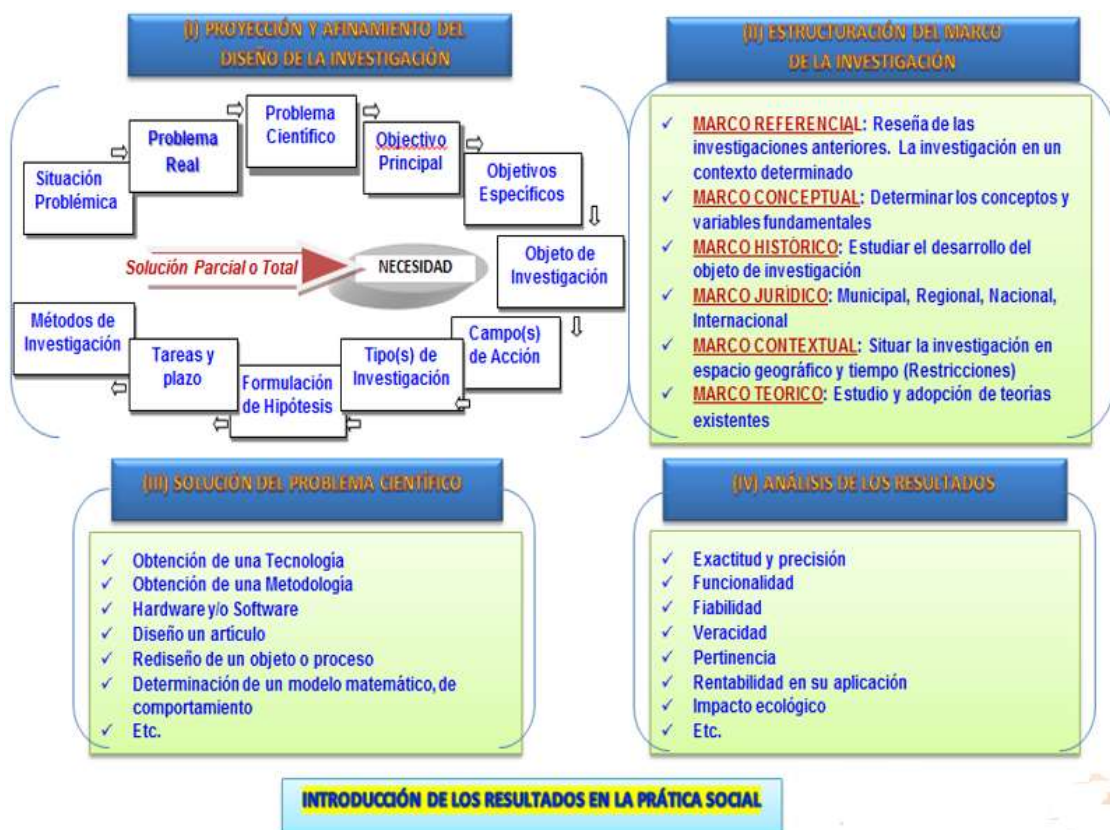 (I) PROYECCIÓN Y AFINAMIENTO DEL
DISEÑO DE LA INVESTIGACIÓN
Situación
Problémica
Problema
Real
Problema
Científico
Objectivo
Principal
Objetivos
Específicos
Objeto de
Investigación
Campo(s)
de Acción
Tipo(s) de
Investigación
Formulación
de Hipótesis
Tareas y
plazo
Métodos de
Investigación
Solución Parcial o Total
NECESIDAD
(II) ESTRUCTURACIÓN DEL MARCO
DE LA INVESTIGACIÓN
✓ MARCO REFERENCIAL: Reseña de las
investigaciones anteriores. La investigación en un
contexto determinado
✓ MARCO CONCEPTUAL: Determinar los conceptos y
variables fundamentales
✓ MARCO HISTÓRICO: Estudiar el desarrollo del
objeto de investigación
✓ MARCO JURÍDICO: Municipal, Regional, Nacional,
Internacional
✓ MARCO CONTEXTUAL: Situar la investigación en
espacio geográfico y tiempo (Restricciones)
✓ MARCO TEORICO: Estudio y adopción de teorías
existentes
(III) SOLUCIÓN DEL PROBLEMA CIENTÍFICO
✓ Obtención de una Tecnología
✓ Obtención de una Metodología
✓ Hardware y/o Software
✓ Diseño un artículo
✓ Rediseño de un objeto o proceso
✓ Determinación de un modelo matemático, de
comportamiento
✓ Etc.
(IV) ANÁLISIS DE LOS RESULTADOS
✓ Exactitud y precisión
✓ Funcionalidad
✓ Fiabilidad
✓ Veracidad
✓ Pertinencia
✓ Rentabilidad en su aplicación
✓ Impacto ecológico
✓ Etc.
INTRODUCCIÓN DE LOS RESULTADOS EN LA PRÁTICA SOCIAL